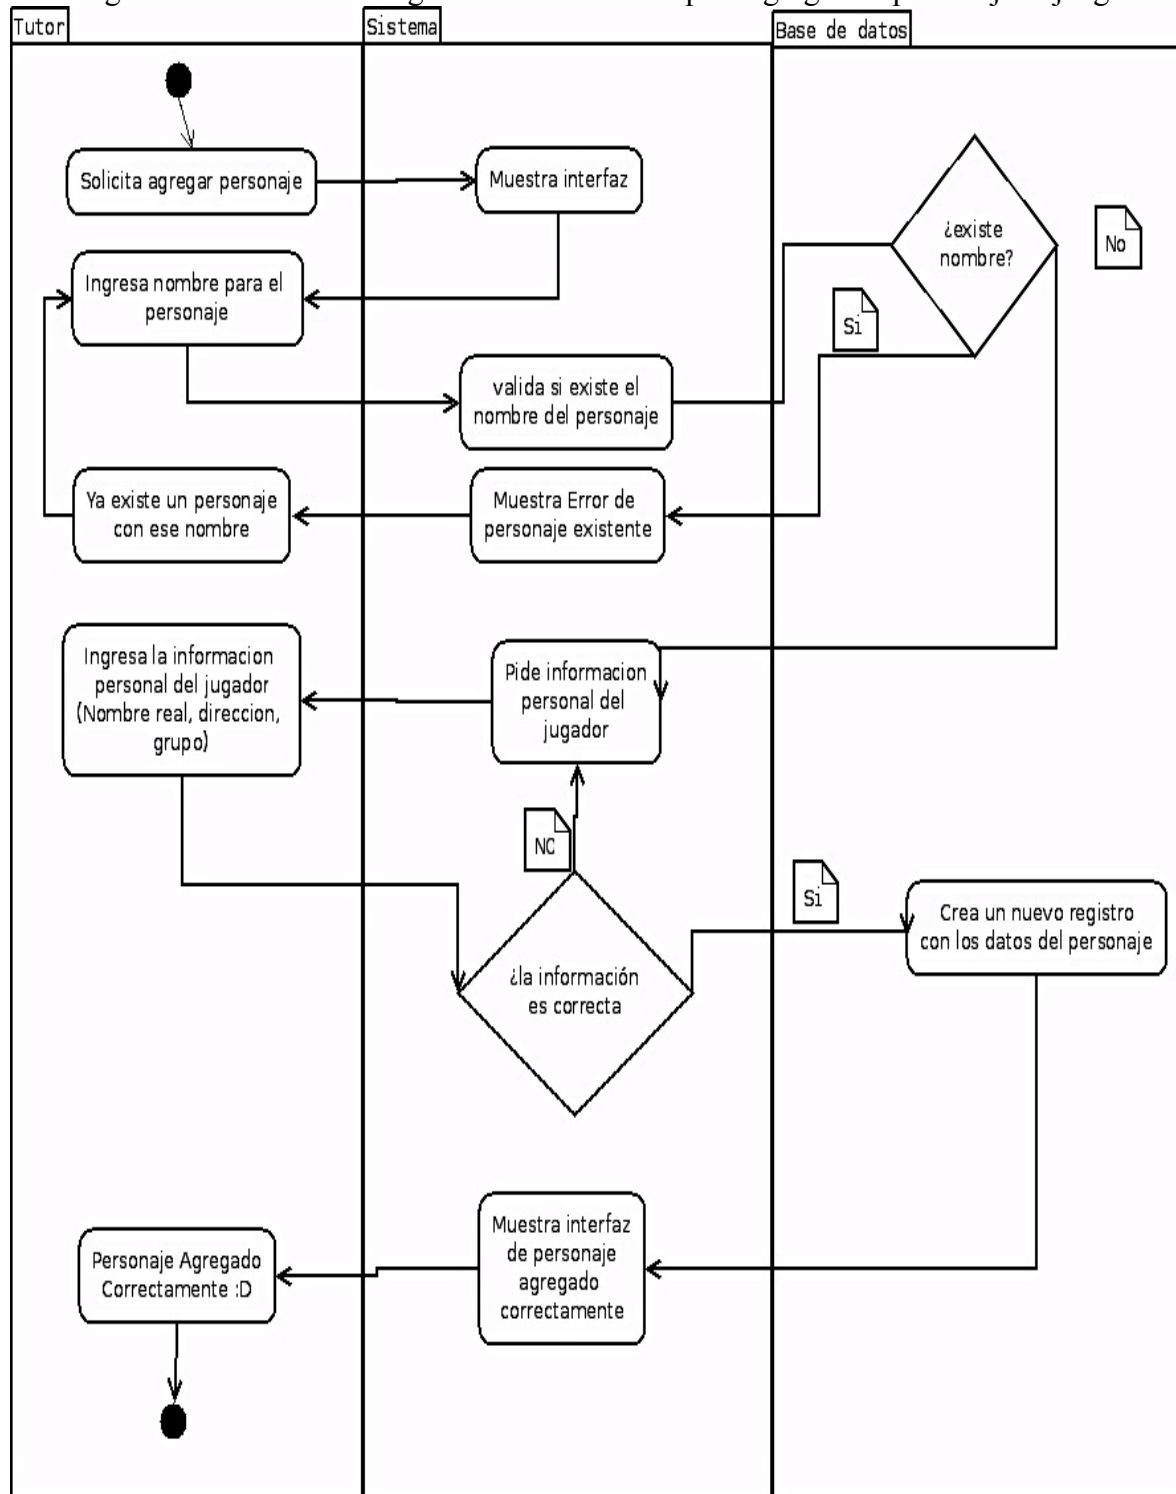 Tutor
Sistema
Base de datos
Solicita agregar personaje
Muestra interfaz
¿existe
nombre?
No
Ingresa nombre para el
personaje
Si
valida si existe el
nombre del personaje
Ya existe un personaje
con ese nombre
Muestra Error de
personaje existente
Ingresa la informacion
personal del jugador
(Nombre real, direccion,
grupo)
Pide informacion
personal del
jugador
NO
Si
Crea un nuevo registro
con los datos del personaje
¿la información
es correcta
Muestra interfaz
de personaje
agregado
correctamente
Personaje Agregado
Correctamente :D